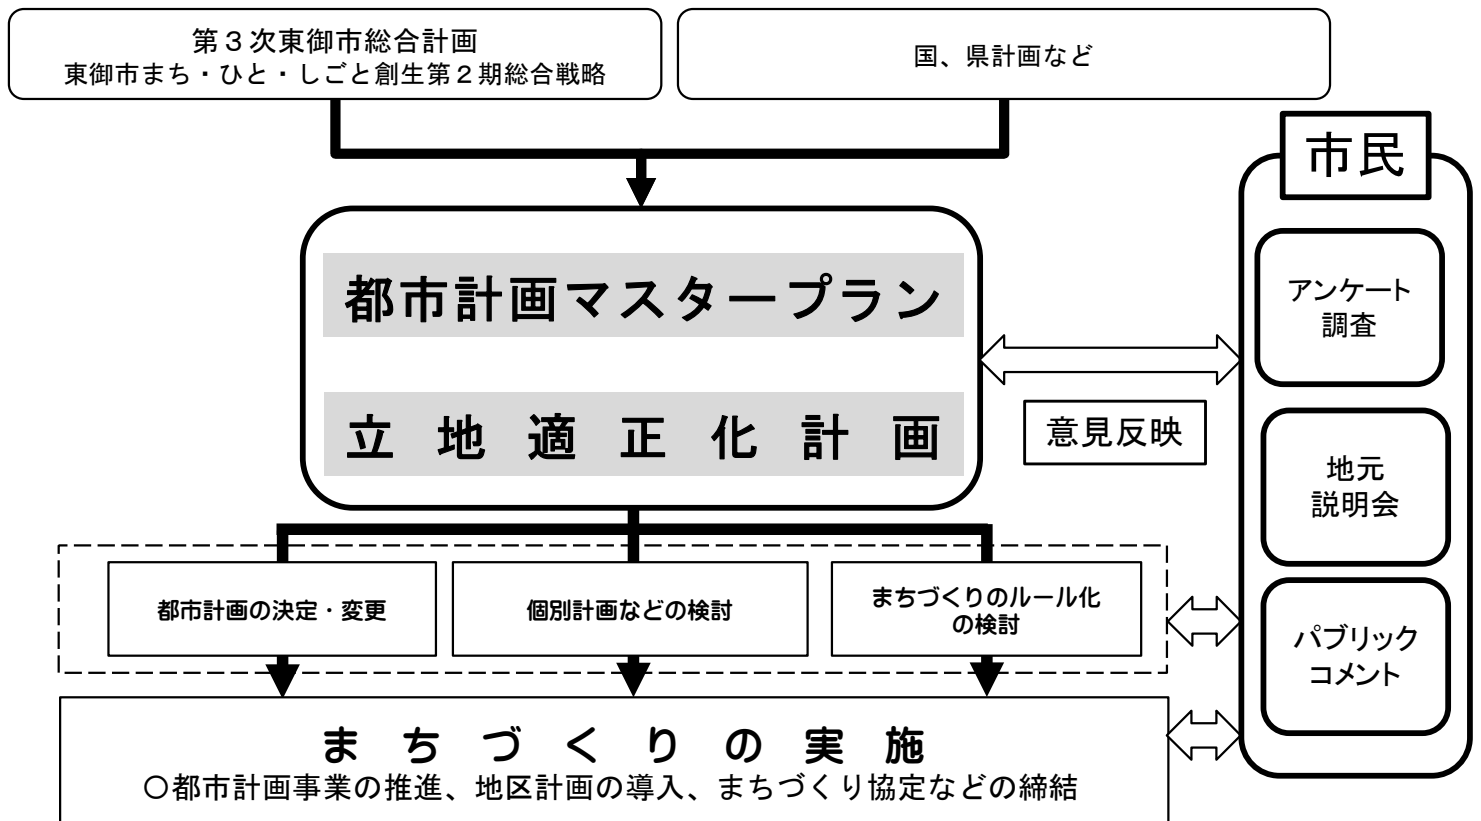 第３次東御市総合計画
東御市まち・ひと・しごと創生第２期総合戦略
国、県計画など
市民
都市計画マスタープラン
立地適正化計画
アンケート
調査
意見反映
地元
説明会
都市計画の決定・変更
個別計画などの検討
まちづくりのルール化
の検討
パブリック
コメント
まちづくりの実施
〇都市計画事業の推進、地区計画の導入、まちづくり協定などの締結